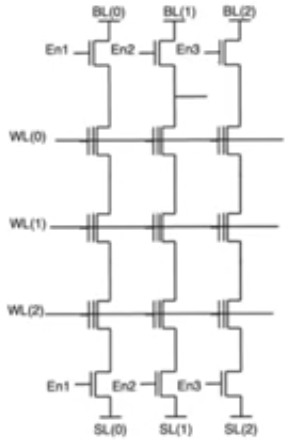 BL(0) BL(1) BL(2)
En1 En2 En3
WL(0)
WL(1)
WL(2)
En1 En2 En3
SL(0) SL(1) SL(2)